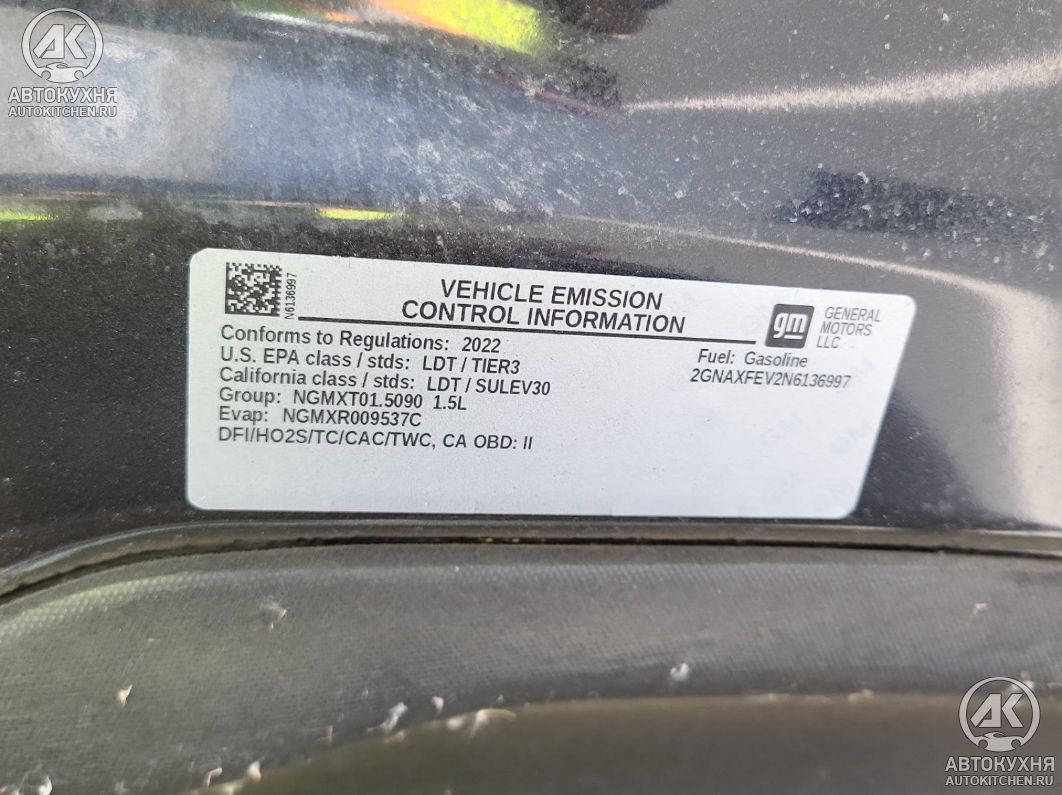 АК
АВТОКУХНЯ
AUTOKITCHEN.RU
N6136997
VEHICLE EMISSION
CONTROL INFORMATION
gm
GENERAL
MOTORS
LLC
Conforms to Regulations: 2022
U.S. EPA class / stds: LDT / TIER3
California class / stds: LDT / SULEV30
Group: NGMXT01.5090 1.5L
Evap: NGMXR009537C
DFI/HO2S/TC/CAC/TWC, CA OBD: II
Fuel: Gasoline
2GNAXFEV2N6136997
АК
АВТОКУХНЯ
AUTOKITCHEN.RU